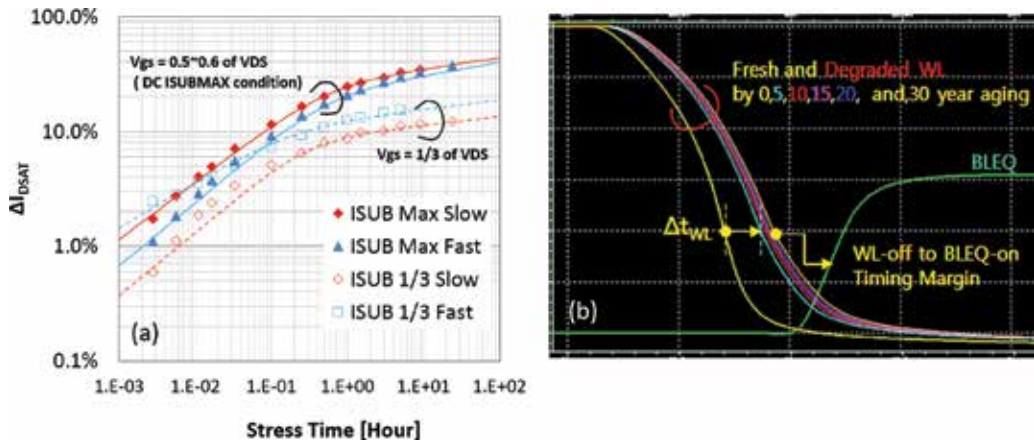 100.0%
10.0%
1.0%
0.1%
ΔI_DSAT
Vgs = 0.5~0.6 of VDS
( DC ISUBMAX condition)
Vgs = 1/3 of VDS
ISUB Max Slow
ISUB Max Fast
ISUB 1/3 Slow
ISUB 1/3 Fast
(a)
1.E-03 1.E-02 1.E-01 1.E+00 1.E+01 1.E+02
Stress Time [Hour]
Fresh and Degraded WL
by 0,5,10,15,20, and,30 year aging
BLEQ
Δt_WL
WL-off to BLEQ-on
Timing Margin
(b)